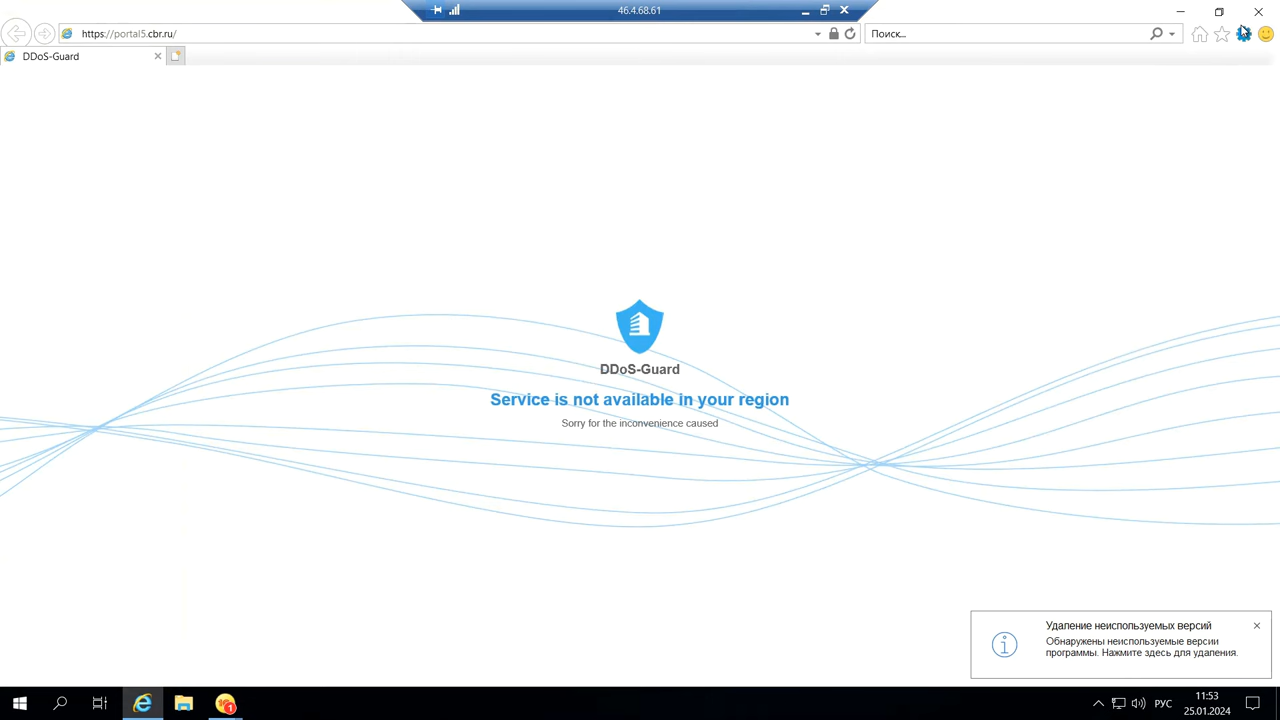 46.4.68.61
https://portal5.cbr.ru/
Поиск...
DDoS-Guard
DDoS-Guard
Service is not available in your region
Sorry for the inconvenience caused
Удаление неиспользуемых версий
Обнаружены неиспользуемые версии
программы. Нажмите здесь для удаления.
1
РУС
11:53
25.01.2024